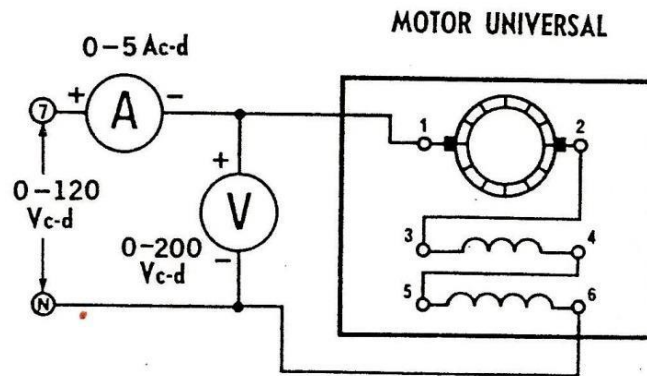 MOTOR UNIVERSAL
0-5 Ac-d
+ A -
7
1
2
+
0-120
Vc-d
V
3
4
0-200
Vc-d
-
5
6
N